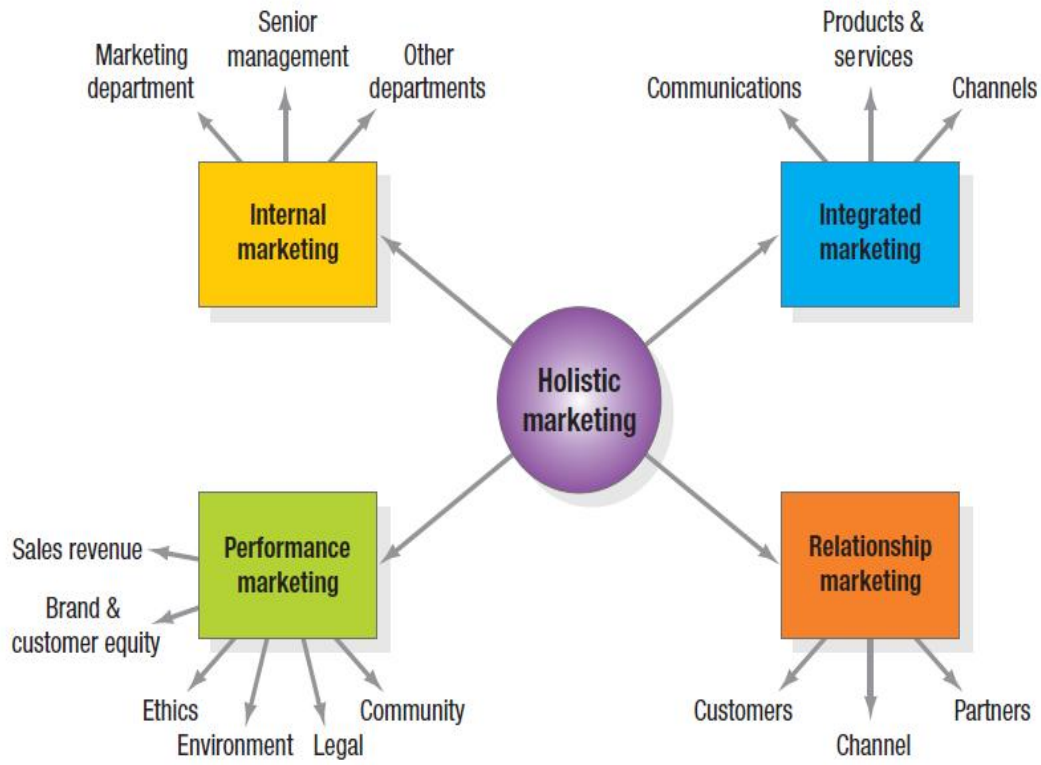 Senior
management
Marketing
department
Other
departments
Internal
marketing
Products &
services
Communications
Channels
Integrated
marketing
Holistic
marketing
Performance
marketing
Sales revenue
Brand &
customer equity
Ethics
Environment
Legal
Community
Relationship
marketing
Customers
Channel
Partners